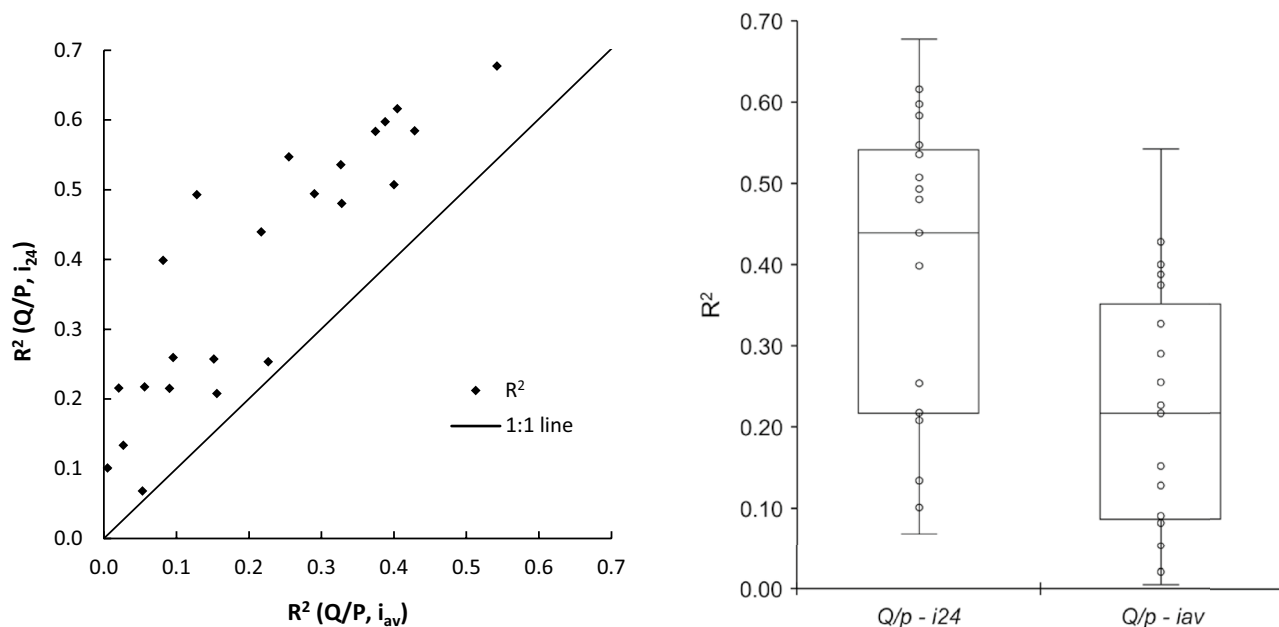 0.7
0.6
0.5
0.4
0.3
0.2
0.1
0.0
R² (Q/P, i₂₄)
0.0 0.1 0.2 0.3 0.4 0.5 0.6 0.7
R² (Q/P, iₐᵥ)
R²
1:1 line
0.70
0.60
0.50
0.40
0.30
0.20
0.10
0.00
R²
Q/p - i24 Q/p - iav